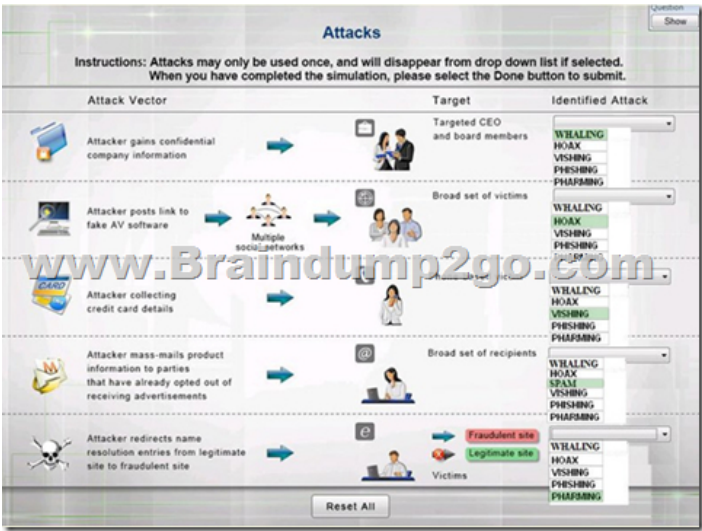 Question
Show
Attacks
Instructions: Attacks may only be used once, and will disappear from drop down list if selected.
When you have completed the simulation, please select the Done button to submit.
Attack Vector
Target
Identified Attack
Attacker gains confidential
company information
Targeted CEO
and board members
WHALING
HOAX
VISHING
PHISHING
PHARMING
Attacker posts link to
fake AV software
Multiple
social networks
Broad set of victims
WHALING
HOAX
VISHING
PHISHING
PHARMING
www.Braindump2go.com
CARD
Attacker collecting
credit card details
WHALING
HOAX
VISHING
PHISHING
PHARMING
Attacker mass-mails product
information to parties
that have already opted out of
receiving advertisements
@
Broad set of recipients
WHALING
HOAX
SPAM
VISHING
PHISHING
PHARMING
Attacker redirects name
resolution entries from legitimate
site to fraudulent site
e
Fraudulent site
Legitimate site
Victims
WHALING
HOAX
VISHING
PHISHING
PHARMING
Reset All